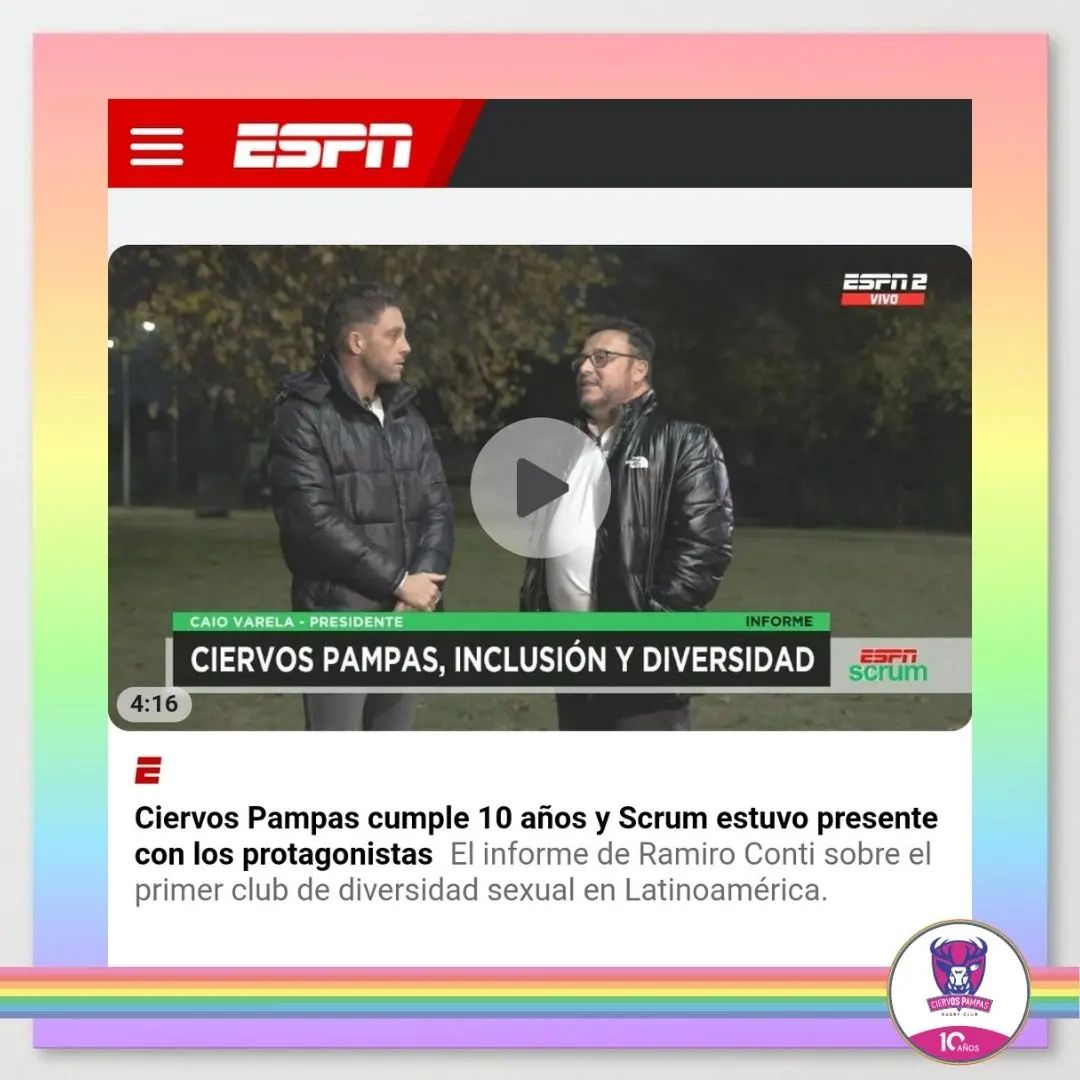 ESPN
ESPN 2
VIVO
CAIO VARELA - PRESIDENTE
INFORME
CIERVOS PAMPAS, INCLUSIÓN Y DIVERSIDAD
ESPN
scrum
4:16
E
Ciervos Pampas cumple 10 años y Scrum estuvo presente
con los protagonistas El informe de Ramiro Conti sobre el
primer club de diversidad sexual en Latinoamérica.
CIERVOS PAMPAS
RUGBY CLUB
10 AÑOS